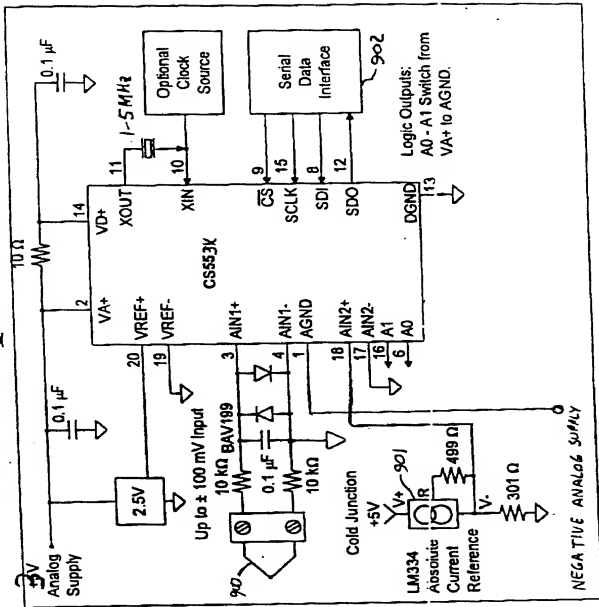 10 Ω
0.1 µF
0.1 µF
2
14
VA+
VD+
2.5V
20
VREF+
19
VREF-
XOUT
11
1-5MHz
XIN
10
Optional
Clock
Source
Analog
Supply
CS553X
Up to ± 100 mV Input
10 kΩ
BAV199
0.1 µF
10 kΩ
3
AIN1+
4
AIN1-
1
AGND
18
AIN2+
17
AIN2-
16
A1
6
A0
CS
9
SCLK
15
SDI
8
SDO
12
Serial
Data
Interface
902
DGND
13
Logic Outputs:
A0 - A1 Switch from
VA+ to AGND.
Cold Junction
+5V
V+
901
R
499 Ω
V-
301 Ω
LM334
Absolute
Current
Reference
NEGATIVE ANALOG SUPPLY